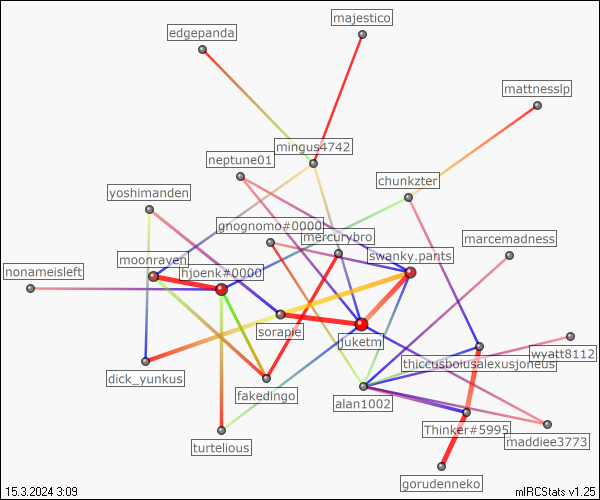 majestico
edgepanda
mattnesslp
mingus4742
neptune01
chunkzter
yoshimanden
gnognomo#0000
mercurybro
marcemadness
swanky.pants
moonraven
hjoenk#0000
nonameisleft
sorapie
juketm
wyatt8112
thiccusboiusalexusjoneus
dick_yunkus
fakedingo
alan1002
Thinker#5995
maddiee3773
turtelious
gorudenneko
15.3.2024 3:09
mIRCStats v1.25